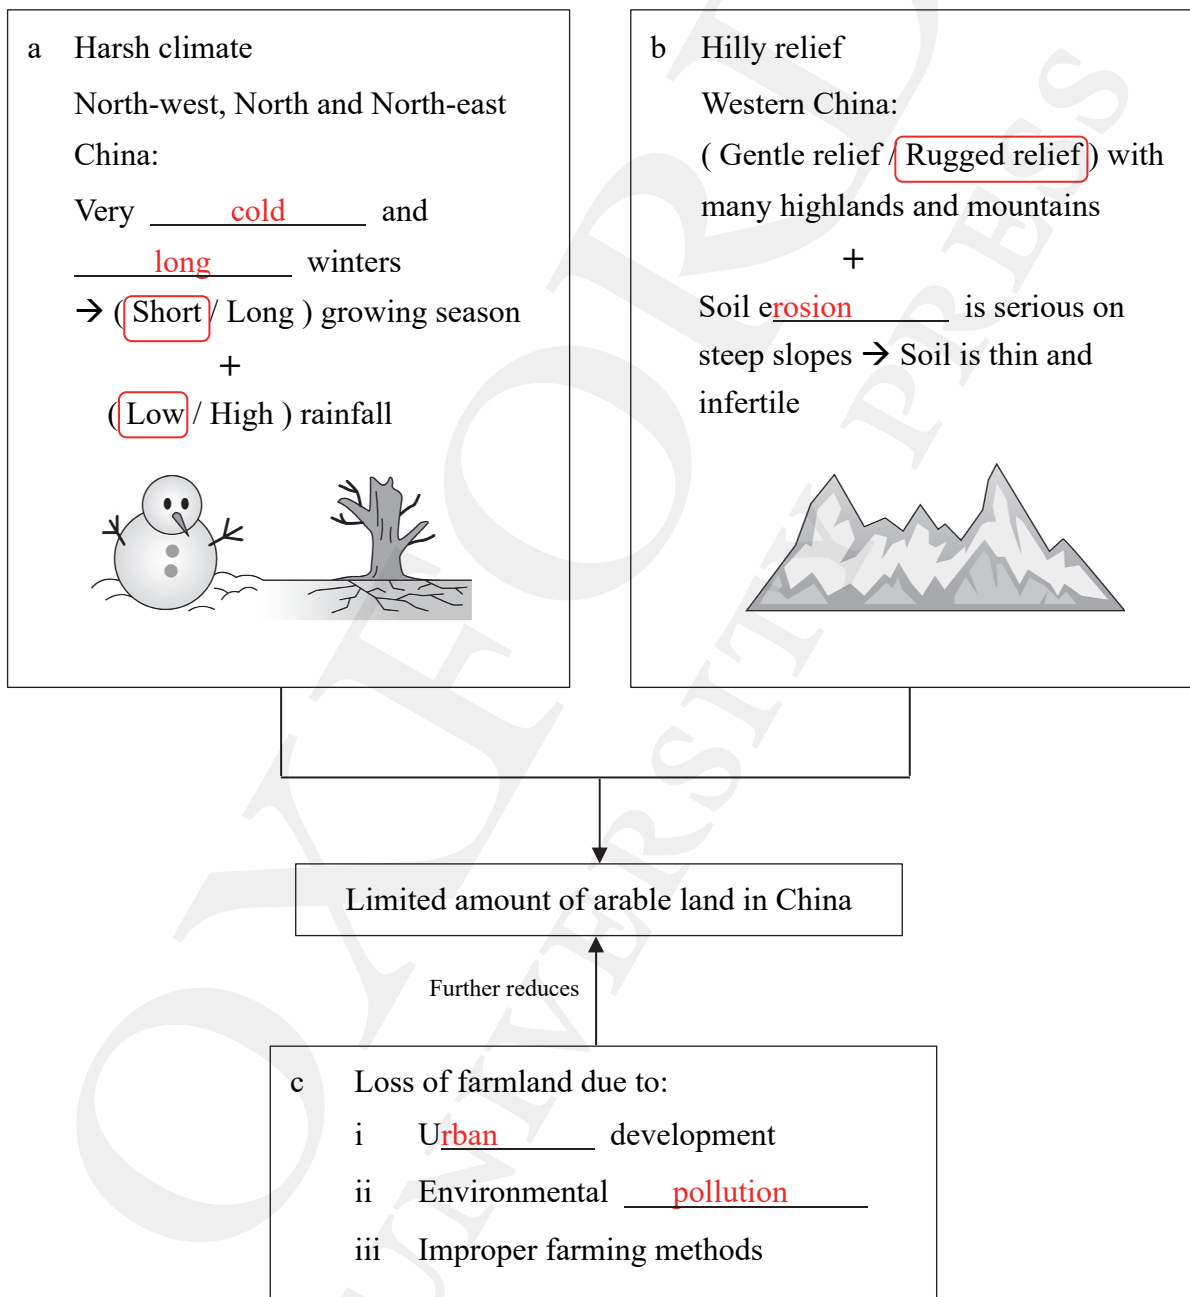 a Harsh climate
North-west, North and North-east
China:
Very cold and
long winters
→ ( Short / Long ) growing season
+
( Low / High ) rainfall
b Hilly relief
Western China:
( Gentle relief / Rugged relief ) with
many highlands and mountains
+
Soil erosion is serious on
steep slopes → Soil is thin and
infertile
Limited amount of arable land in China
Further reduces
c Loss of farmland due to:
i Urban development
ii Environmental pollution
iii Improper farming methods
OXFORD
UNIVERSITY PRESS